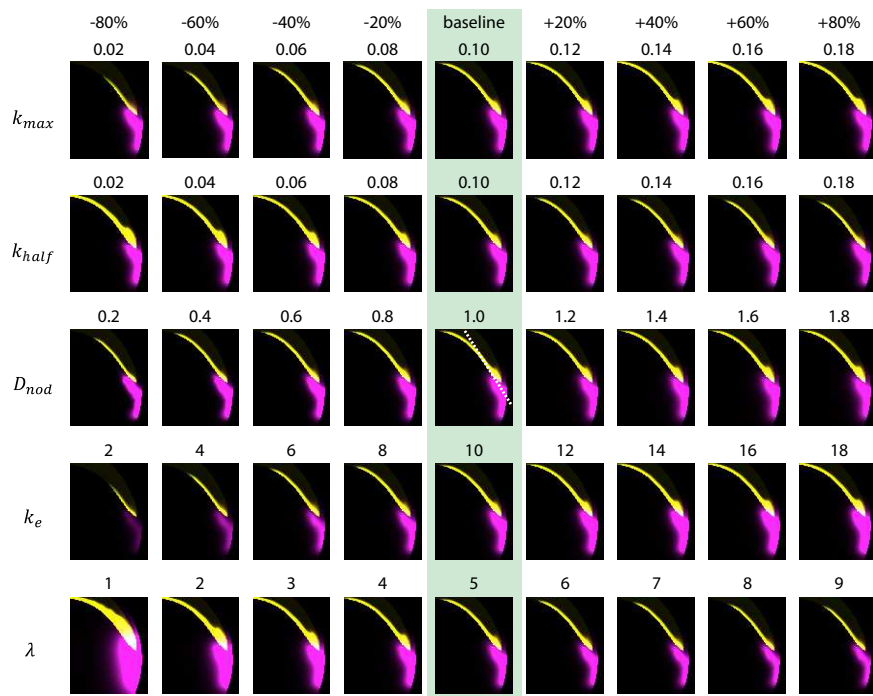 -80% -60% -40% -20% baseline +20% +40% +60% +80%
0.02 0.04 0.06 0.08 0.10 0.12 0.14 0.16 0.18
k_max
0.02 0.04 0.06 0.08 0.10 0.12 0.14 0.16 0.18
k_half
0.2 0.4 0.6 0.8 1.0 1.2 1.4 1.6 1.8
D_nod
2 4 6 8 10 12 14 16 18
k_e
1 2 3 4 5 6 7 8 9
λ